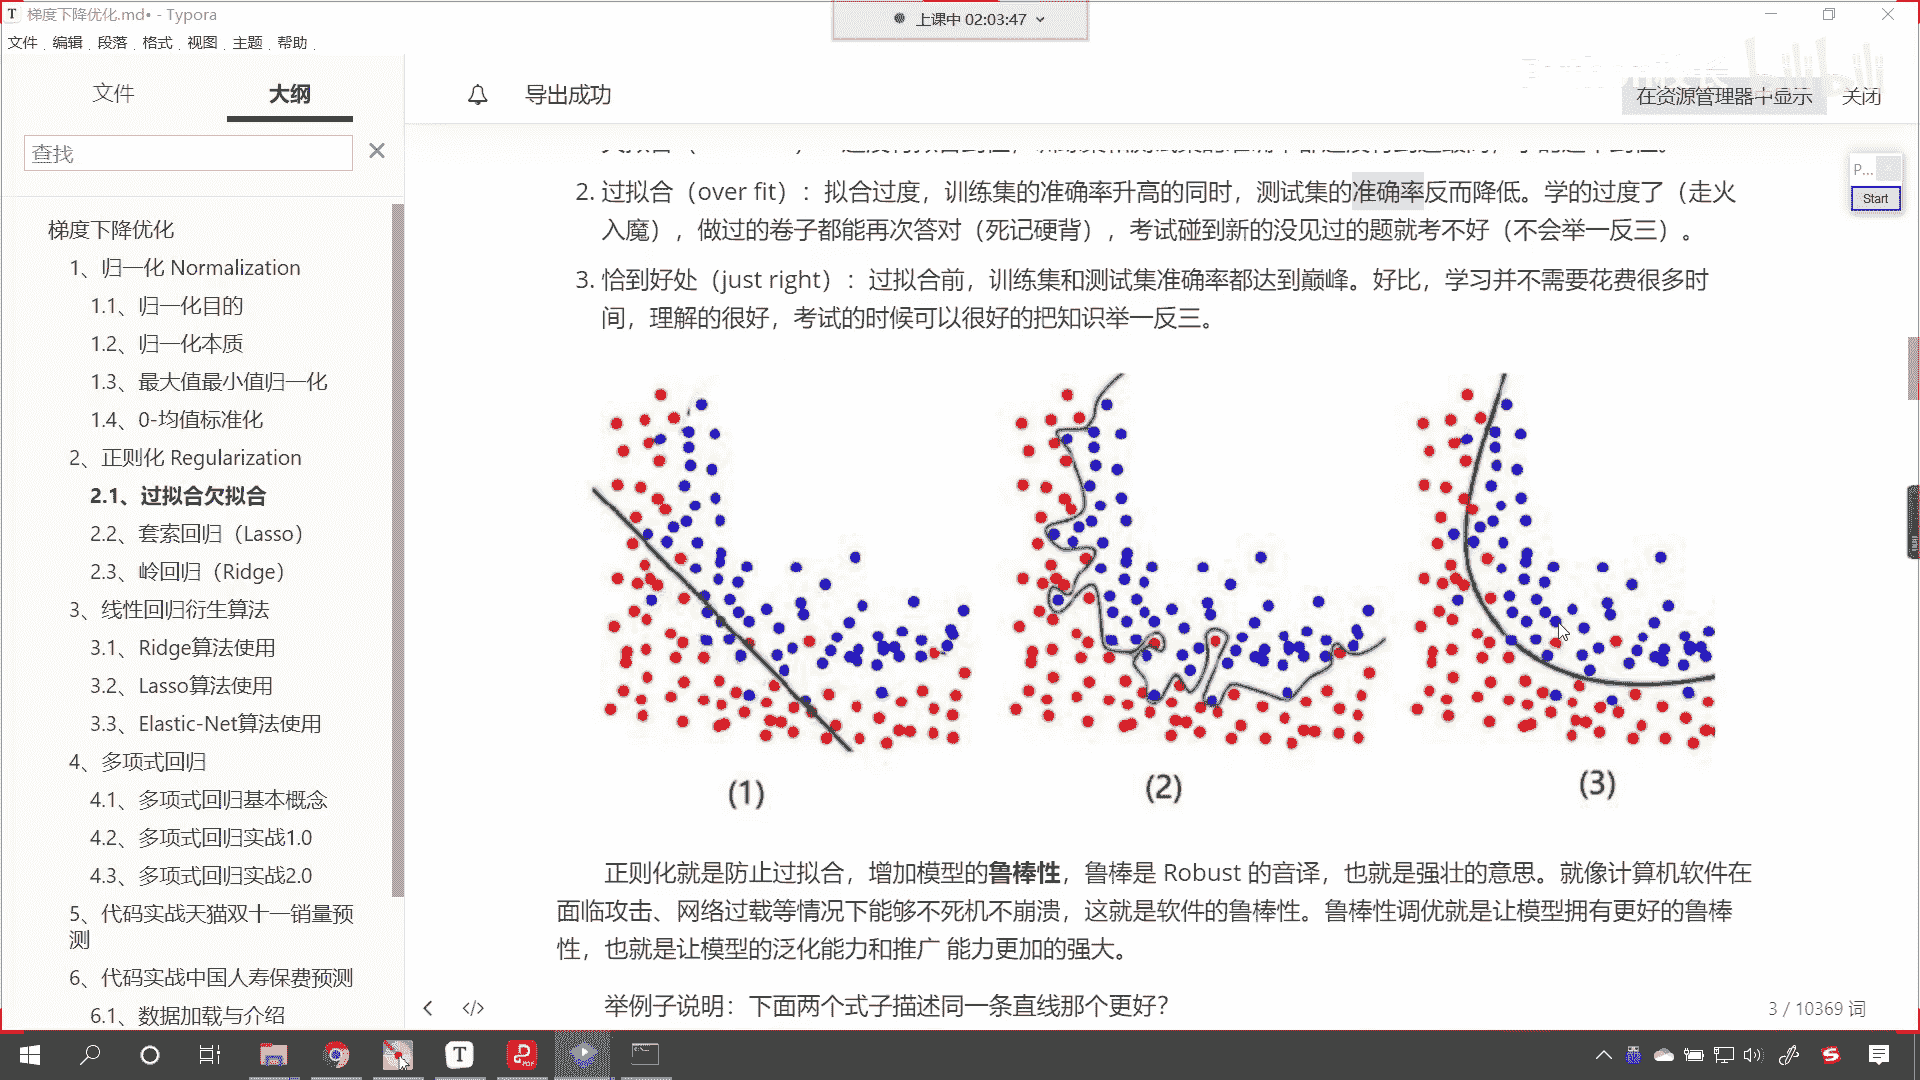 梯度下降优化.md• - Typora
上课中 02:03:47
文件 编辑 段落 格式 视图 主题 帮助
文件 大纲
导出成功
在资源管理器中显示 关闭
查找
P...
Start
梯度下降优化
1、归一化 Normalization
1.1、归一化目的
1.2、归一化本质
1.3、最大值最小值归一化
1.4、0-均值标准化
2、正则化 Regularization
2.1、过拟合欠拟合
2.2、套索回归（Lasso）
2.3、岭回归（Ridge）
3、线性回归衍生算法
3.1、Ridge算法使用
3.2、Lasso算法使用
3.3、Elastic-Net算法使用
4、多项式回归
4.1、多项式回归基本概念
4.2、多项式回归实战1.0
4.3、多项式回归实战2.0
5、代码实战天猫双十一销量预
测
6、代码实战中国人寿保费预测
6.1、数据加载与介绍
2. 过拟合（over fit）：拟合过度，训练集的准确率升高的同时，测试集的准确率反而降低。学的过度了（走火
入魔），做过的卷子都能再次答对（死记硬背），考试碰到新的没见过的题就考不好（不会举一反三）。
3. 恰到好处（just right）：过拟合前，训练集和测试集准确率都达到巅峰。好比，学习并不需要花费很多时
间，理解的很好，考试的时候可以很好的把知识举一反三。
(1) (2) (3)
正则化就是防止过拟合，增加模型的鲁棒性，鲁棒是 Robust 的音译，也就是强壮的意思。就像计算机软件在
面临攻击、网络过载等情况下能够不死机不崩溃，这就是软件的鲁棒性。鲁棒性调优就是让模型拥有更好的鲁棒
性，也就是让模型的泛化能力和推广 能力更加的强大。
举例子说明：下面两个式子描述同一条直线那个更好？
3 / 10369 词